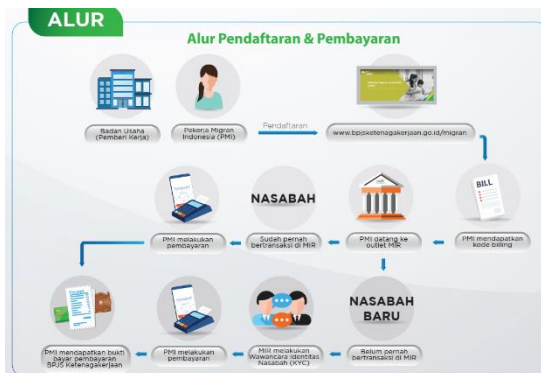 ALUR
Alur Pendaftaran & Pembayaran
Badan Usaha
(Pemberi Kerja)
Pekerja Migran
Indonesia (PMI)
Pendaftaran
www.bpjsketenagakerjaan.go.id/migran
BILL
NASABAH
PMI melakukan
pembayaran
Sudah pernah
bertransaksi di MIR
PMI datang ke
outlet MIR
PMI mendapatkan
kode billing
NASABAH
BARU
PMI mendapatkan bukti
bayar pembayaran
BPJS Ketenagakerjaan
PMI melakukan
pembayaran
MIR melakukan
Wawancara Identitas
Nasabah (KYC)
Belum pernah
bertransaksi di MIR